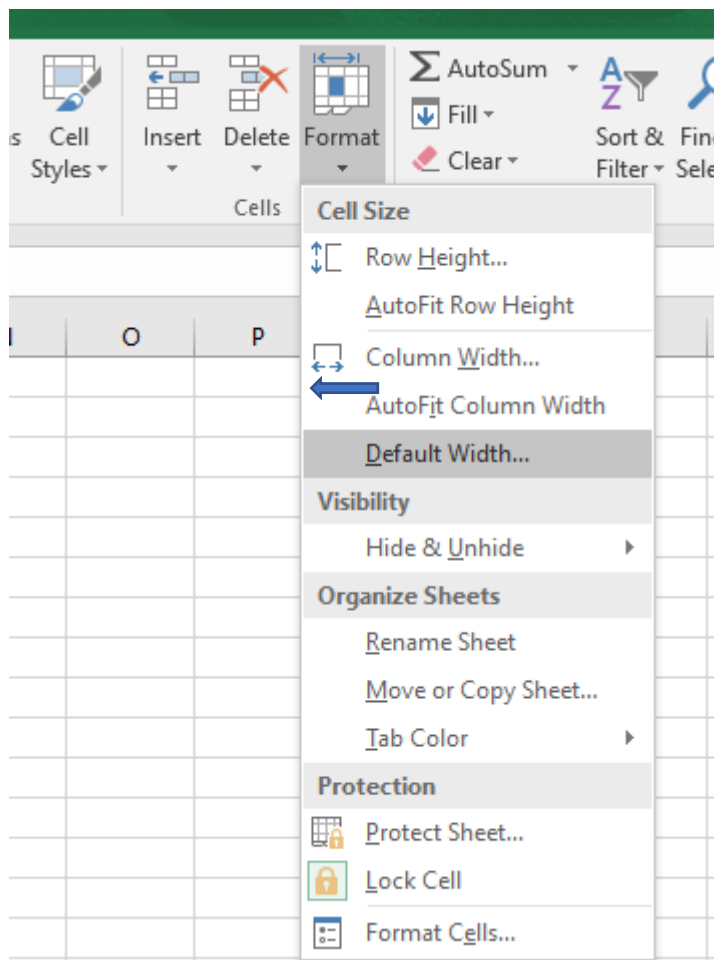 AutoSum
Fill
Cell
Styles
Insert
Delete
Format
Clear
Sort &
Filter
Cells
O
P
Cell Size
Row Height...
AutoFit Row Height
Column Width...
AutoFit Column Width
Default Width...
Visibility
Hide & Unhide
Organize Sheets
Rename Sheet
Move or Copy Sheet...
Tab Color
Protection
Protect Sheet...
Lock Cell
Format Cells...